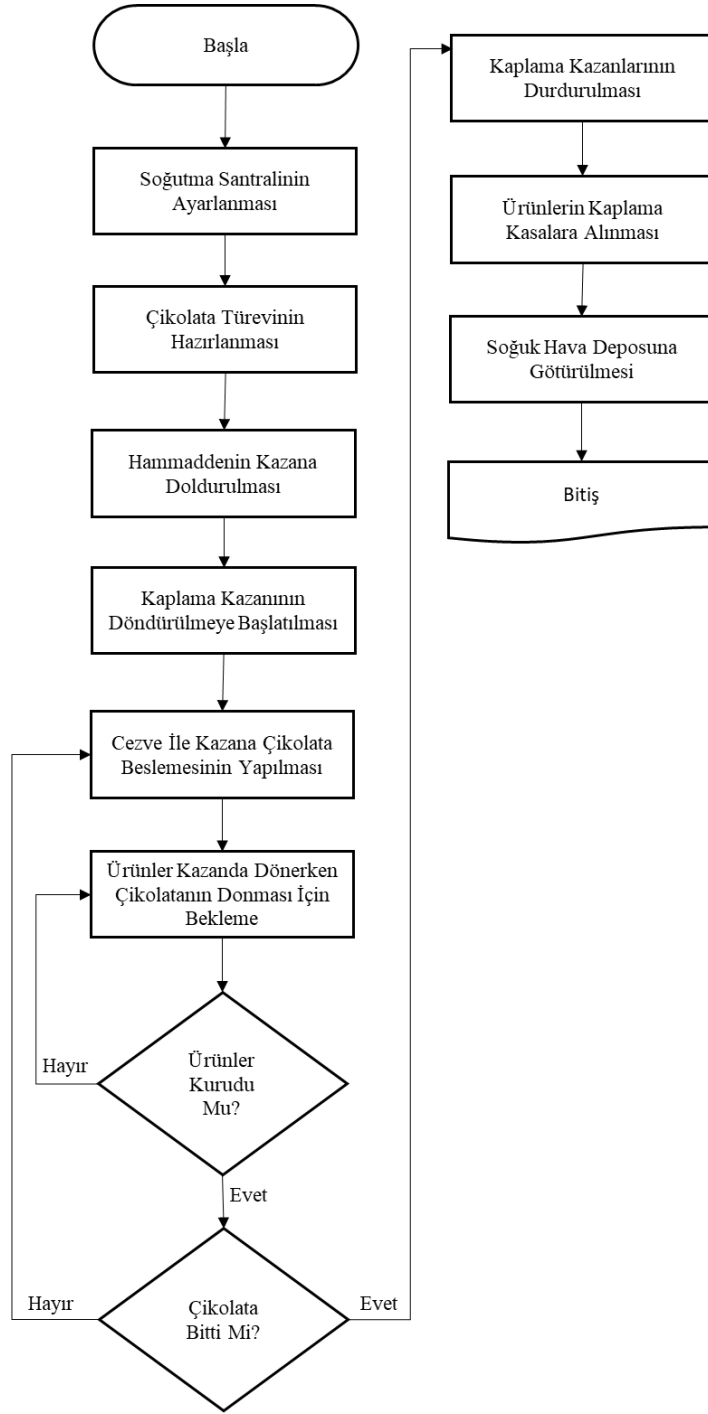 Başla
Soğutma Santralinin
Ayarlanması
Çikolata Türevinin
Hazırlanması
Hammaddenin Kazana
Doldurulması
Kaplama Kazanının
Döndürülmeye Başlatılması
Cezve İle Kazana Çikolata
Beslemesinin Yapılması
Ürünler Kazanda Dönerken
Çikolatanın Donması İçin
Bekleme
Ürünler
Kurudu
Mu?
Hayır
Evet
Çikolata
Bitti Mi?
Hayır
Evet
Kaplama Kazanlarının
Durdurulması
Ürünlerin Kaplama
Kasalara Alınması
Soğuk Hava Deposuna
Götürülmesi
Bitiş